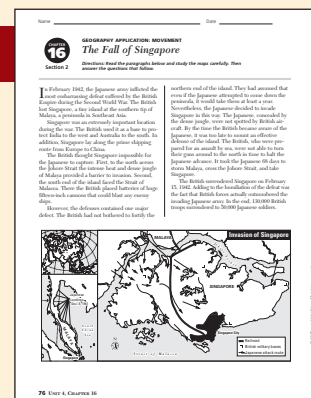 Name
Date
CHAPTER
16
Section 2
GEOGRAPHY APPLICATION: MOVEMENT
The Fall of Singapore
Directions: Read the paragraphs below and study the maps carefully. Then
answer the questions that follow.
In February 1942, the Japanese army inflicted the
most embarrassing defeat suffered by the British
Empire during the Second World War. The British
lost Singapore, a tiny island at the southern tip of
Malaya, a peninsula in Southeast Asia.
Singapore was an extremely important location
during the war. The British used it as a base to pro-
tect India to the west and Australia to the south. In
addition, Singapore lay along the prime shipping
route from Europe to China.
The British thought Singapore impossible for
the Japanese to capture. First, to the north across
the Johore Strait the intense heat and dense jungle
of Malaya provided a barrier to invasion. Second,
the south end of the island faced the Strait of
Malacca. There the British placed batteries of huge
fifteen-inch cannons that could blast any enemy
ships.
However, the defenses contained one major
defect. The British had not bothered to fortify the
northern end of the island. They had assumed that
even if the Japanese attempted to come down the
peninsula, it would take them at least a year.
Nevertheless, the Japanese decided to invade
Singapore in this way. The Japanese, concealed by
the dense jungle, were not spotted by British air-
craft. By the time the British became aware of the
Japanese, it was too late to mount an effective
defense of the island. The British, who were pre-
pared for an assault by sea, were not able to turn
their guns around to the north in time to halt the
Japanese advance. It took the Japanese 68 days to
storm Malaya, cross the Johore Strait, and take
Singapore.
The British surrendered Singapore on February
15, 1942. Adding to the humiliation of the defeat was
the fact that British forces actually outnumbered the
invading Japanese army. In the end, 130,000 British
troops surrendered to 50,000 Japanese soldiers.
Invasion of Singapore
MALAYA
SINGAPORE
Singapore City
Singapore
Strait of Malacca
Railroad
British military bases
Japanese attack route
76 UNIT 4, CHAPTER 16